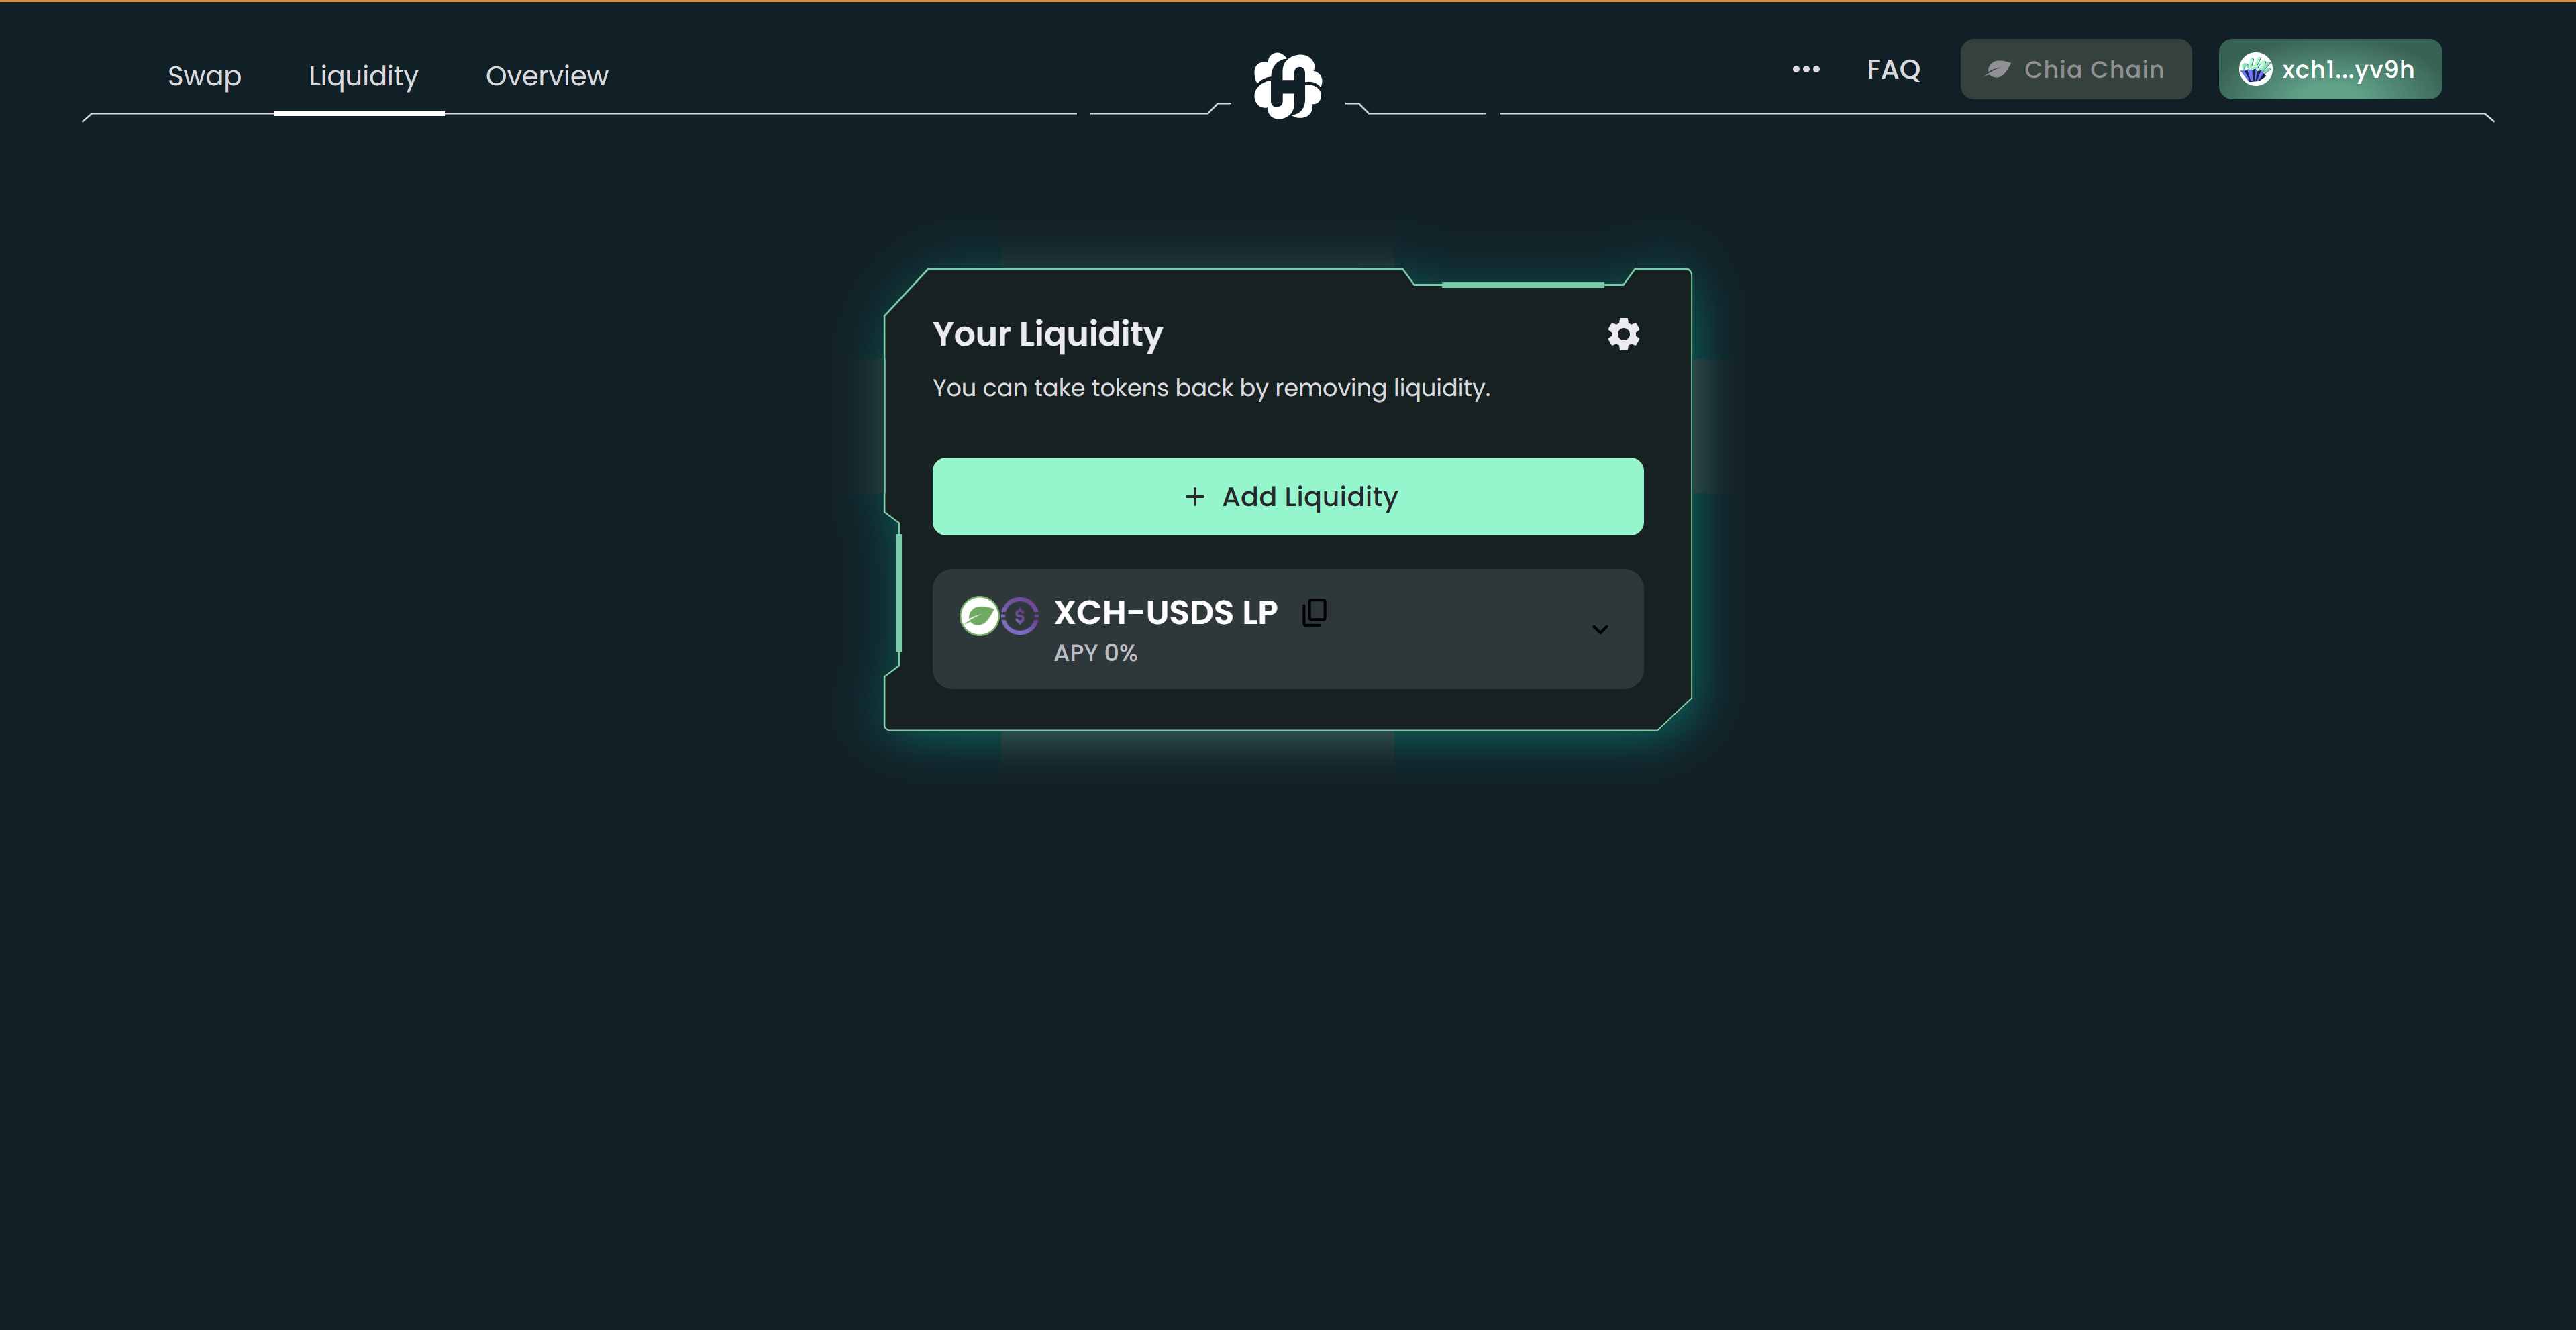 Swap
Liquidity
Overview
FAQ
Chia Chain
xch1...yv9h
Your Liquidity
You can take tokens back by removing liquidity.
+ Add Liquidity
XCH-USDS LP
APY 0%